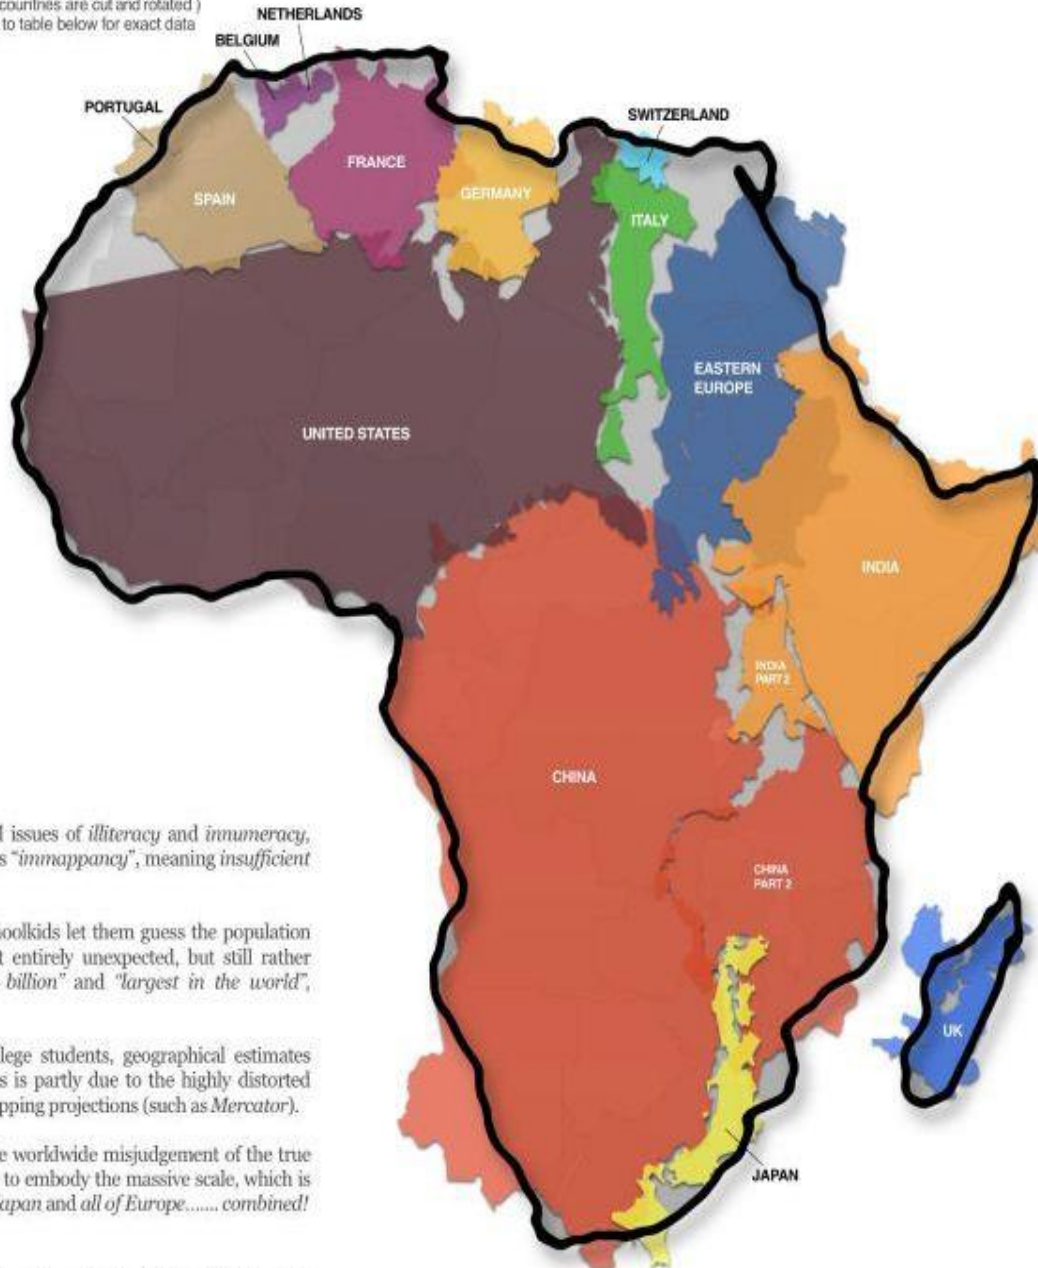 countries are cut and rotated )
to table below for exact data
NETHERLANDS
BELGIUM
PORTUGAL
SWITZERLAND
FRANCE
SPAIN
GERMANY
ITALY
EASTERN
EUROPE
UNITED STATES
INDIA
INDIA
PART 2
CHINA
CHINA
PART 2
UK
JAPAN
issues of illiteracy and innumeracy,
"immappancy", meaning insufficient
let them guess the population
entirely unexpected, but still rather
billion" and "largest in the world",
students, geographical estimates
is partly due to the highly distorted
projections (such as Mercator).
worldwide misjudgement of the true
to embody the massive scale, which is
and all of Europe....... combined!